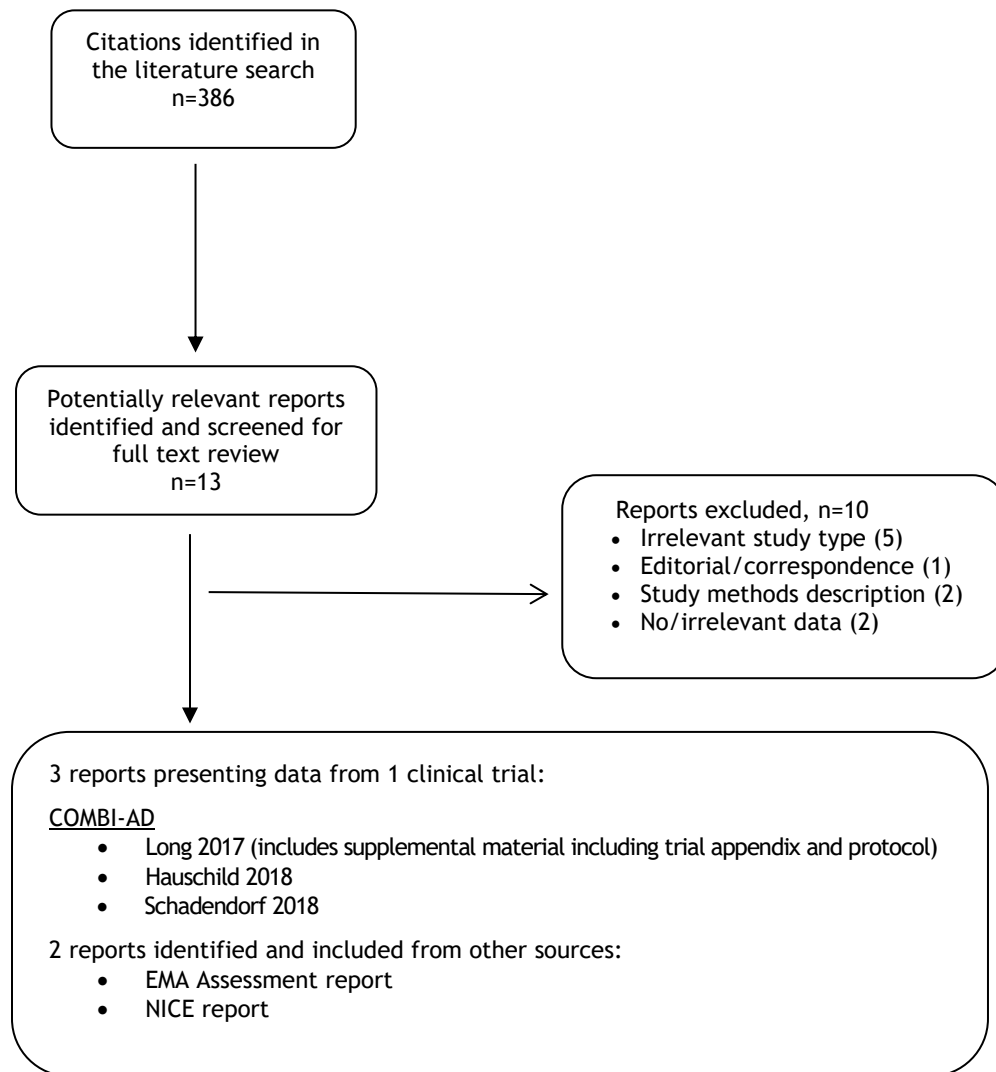 Citations identified in
the literature search
n=386
Potentially relevant reports
identified and screened for
full text review
n=13
Reports excluded, n=10
• Irrelevant study type (5)
• Editorial/correspondence (1)
• Study methods description (2)
• No/irrelevant data (2)
3 reports presenting data from 1 clinical trial:
COMBI-AD
• Long 2017 (includes supplemental material including trial appendix and protocol)
• Hauschild 2018
• Schadendorf 2018
2 reports identified and included from other sources:
• EMA Assessment report
• NICE report